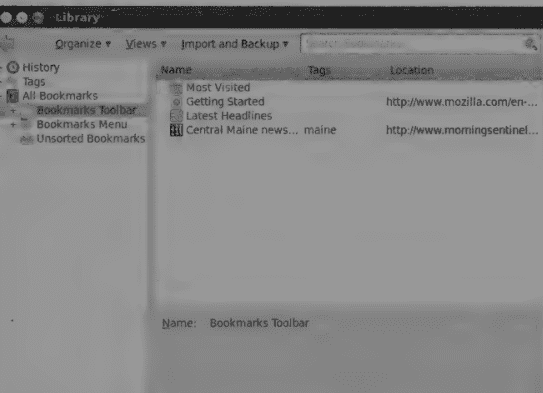 Library
Organize ▾ Views ▾ Import and Backup ▾ Search Bookmarks
History
Tags
All Bookmarks
+ Bookmarks Toolbar
+ Bookmarks Menu
Unsorted Bookmarks
Name Tags Location
Most Visited
Getting Started http://www.mozilla.com/en-...
Latest Headlines
Central Maine news... maine http://www.morningsentinel...
Name: Bookmarks Toolbar